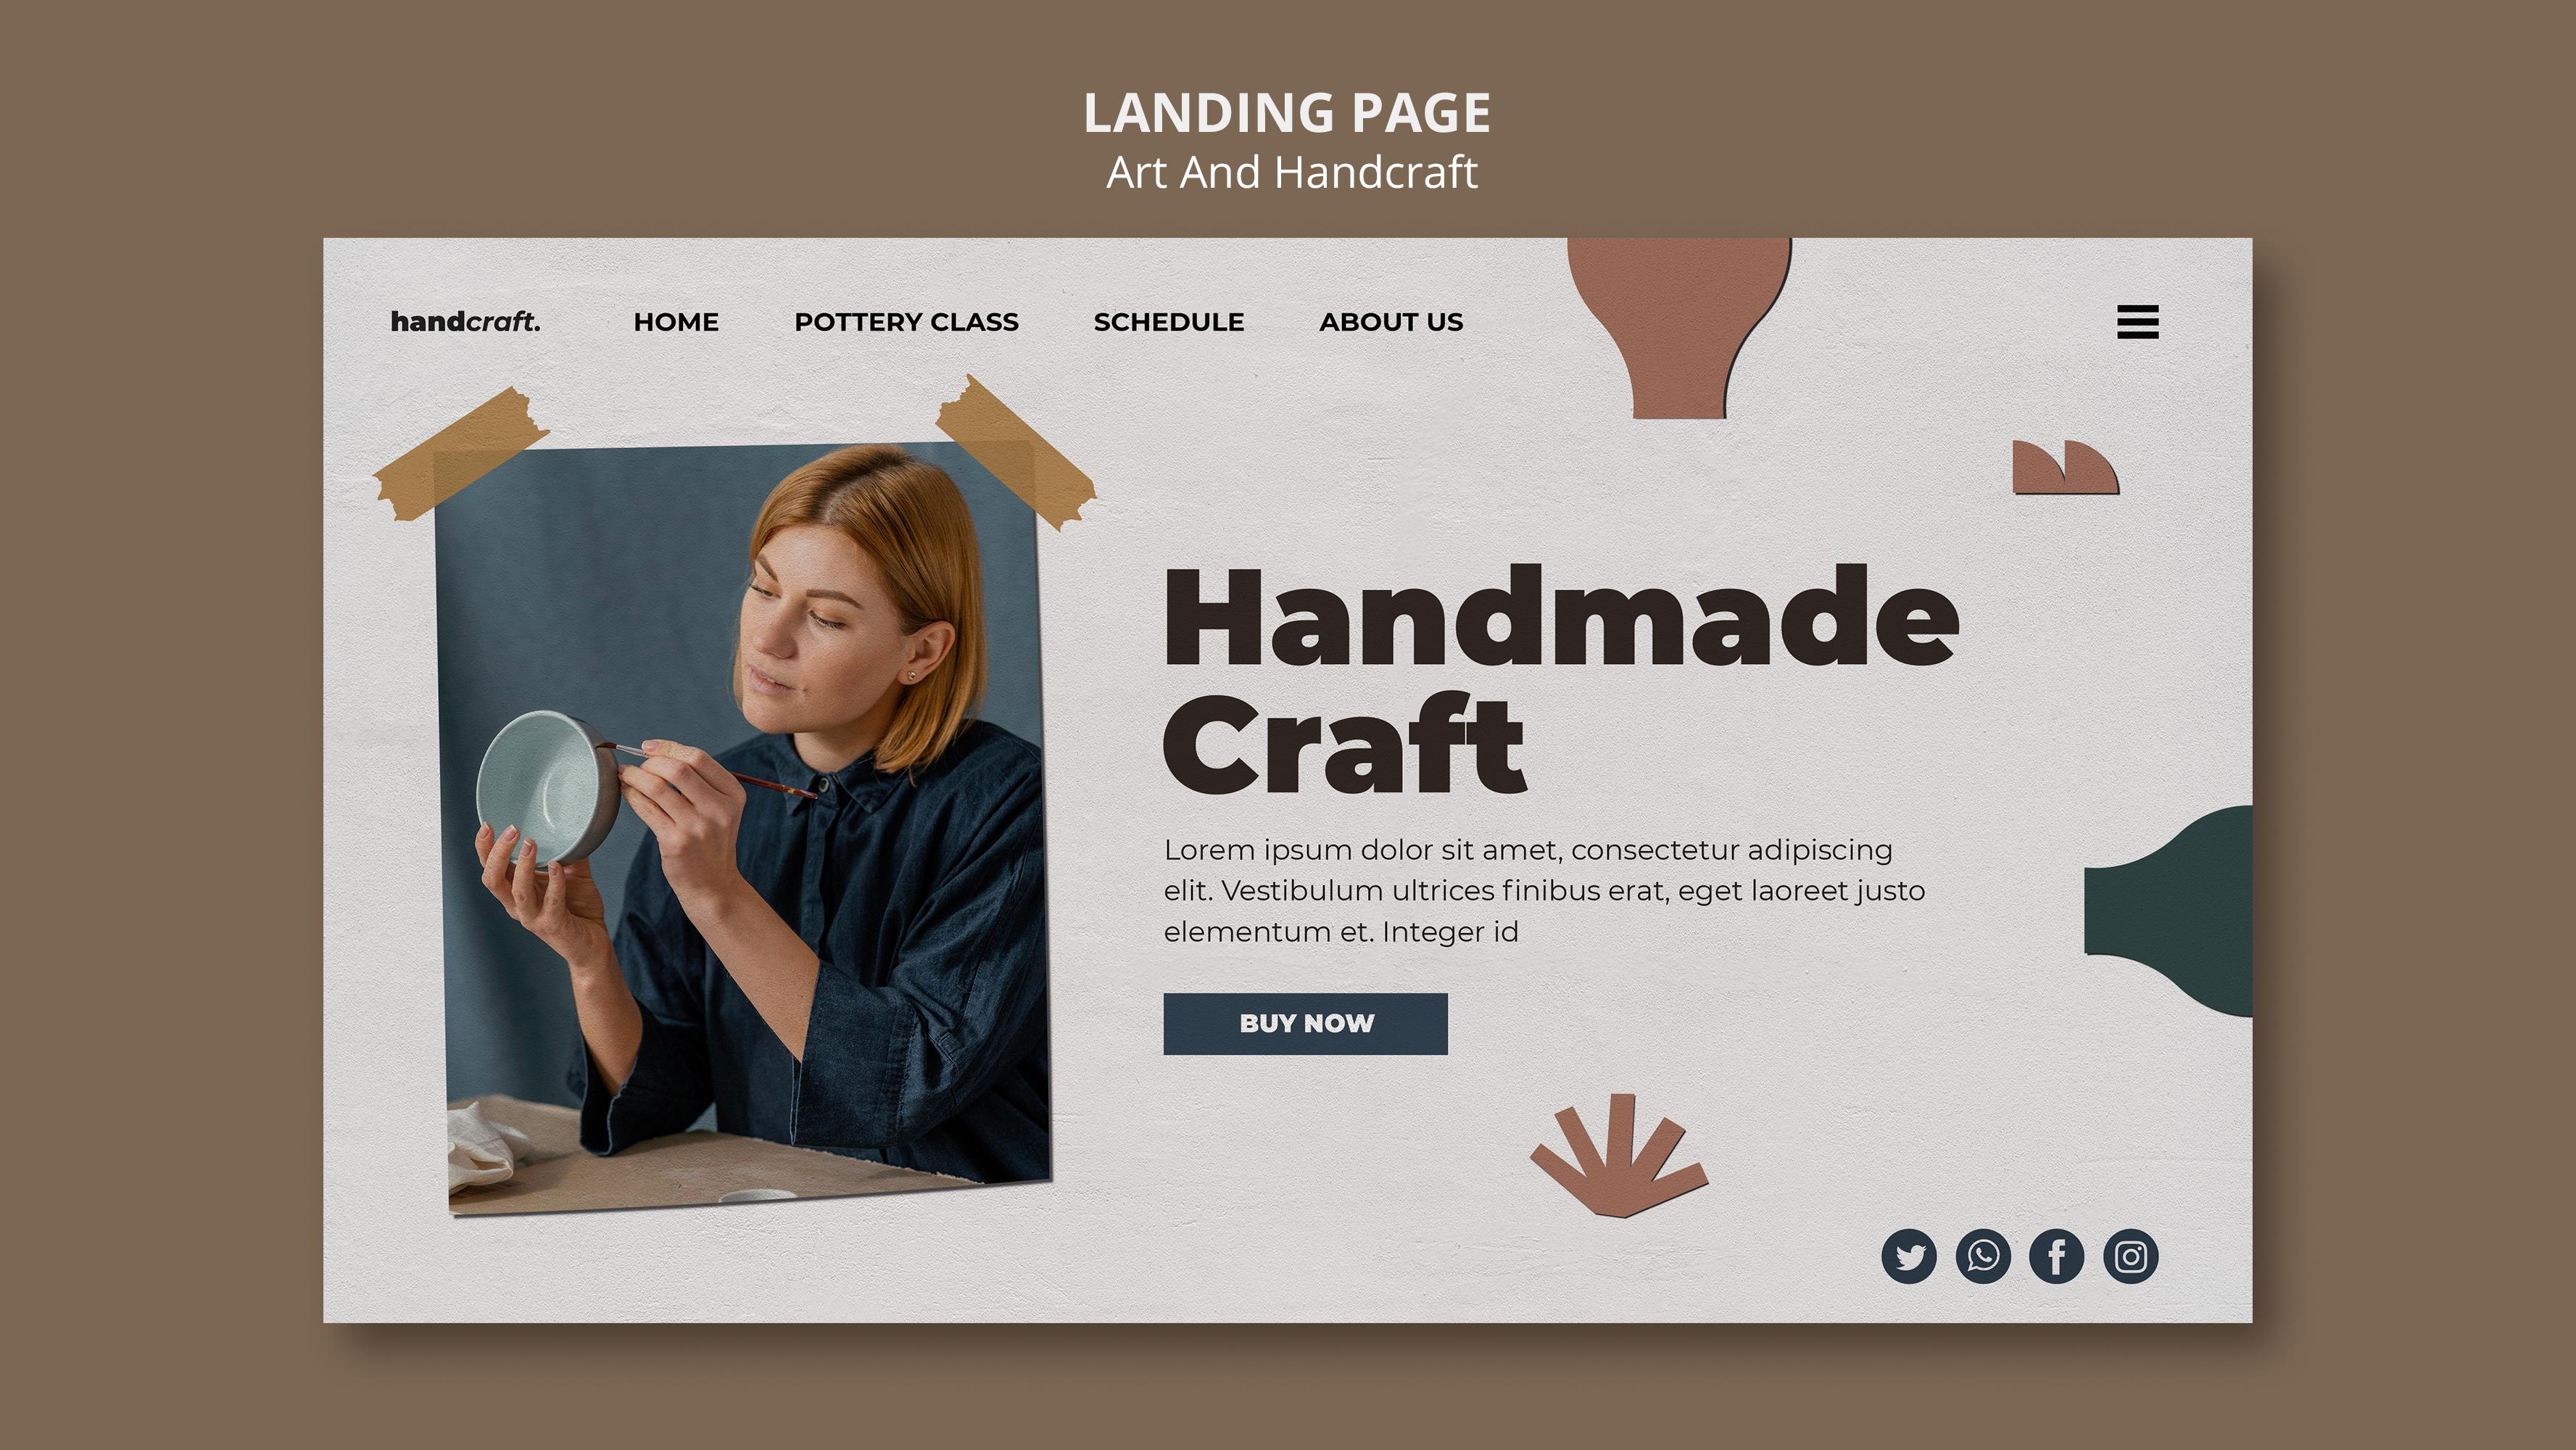 LANDING PAGE
Art And Handcraft
handcraft.
HOME
POTTERY CLASS
SCHEDULE
ABOUT US
Handmade
Craft
Lorem ipsum dolor sit amet, consectetur adipiscing
elit. Vestibulum ultrices finibus erat, eget laoreet justo
elementum et. Integer id
BUY NOW